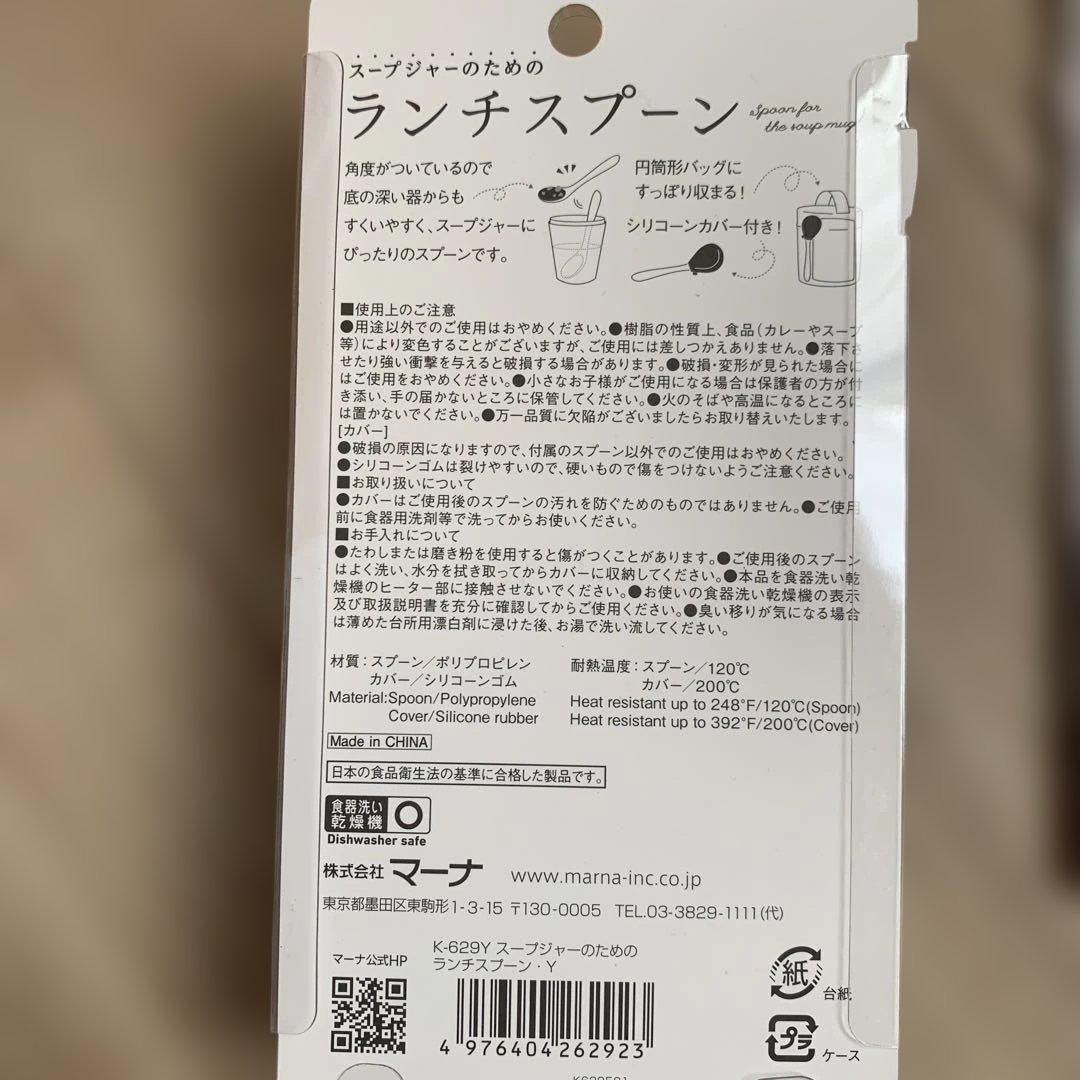 スープジャーのための
ランチスプーン
Spoon for
the soup mug
角度がついているので
底の深い器からも
すくいやすく、スープジャーに
ぴったりのスプーンです。
円筒形バッグに
すっぽり収まる!
シリコーンカバー付き!
■使用上のご注意
●用途以外でのご使用はおやめください。●樹脂の性質上、食品(カレーやスープ
等)により変色することがございますが、ご使用には差しつかえありません。●落下さ
せたり強い衝撃を与えると破損する場合があります。●破損・変形が見られた場合に
はご使用をおやめください。●小さなお子様がご使用になる場合は保護者の方が付
き添い、手の届かないところに保管してください。●火のそばや高温になるところに
は置かないでください。●万一品質に欠陥がございましたらお取り替えいたします。
[カバー]
●破損の原因になりますので、付属のスプーン以外でのご使用はおやめください。
●シリコーンゴムは裂けやすいので、硬いもので傷をつけないようご注意ください。
■お取り扱いについて
●カバーはご使用後のスプーンの汚れを防ぐためのものではありません。●ご使用
前に食器用洗剤等で洗ってからお使いください。
■お手入れについて
●たわしまたは磨き粉を使用すると傷がつくことがあります。●ご使用後のスプーン
はよく洗い、水分を拭き取ってからカバーに収納してください。●本品を食器洗い乾
燥機のヒーター部に接触させないでください。●お使いの食器洗い乾燥機の表示
及び取扱説明書を充分に確認してからご使用ください。●臭い移りが気になる場合
は薄めた台所用漂白剤に浸けた後、お湯で洗い流してください。
材質:スプーン/ポリプロピレン
カバー/シリコーンゴム
Material:Spoon/Polypropylene
Cover/Silicone rubber
耐熱温度:スプーン/120℃
カバー/200℃
Heat resistant up to 248°F/120℃(Spoon)
Heat resistant up to 392°F/200℃(Cover)
Made in CHINA
日本の食品衛生法の基準に合格した製品です。
食器洗い
乾燥機
Dishwasher safe
株式会社 マーナ www.marna-inc.co.jp
東京都墨田区東駒形1-3-15 〒130-0005 TEL.03-3829-1111(代)
マーナ公式HP
K-629Y スープジャーのための
ランチスプーン・Y
4 976404 262923
紙
台紙
プラ
ケース